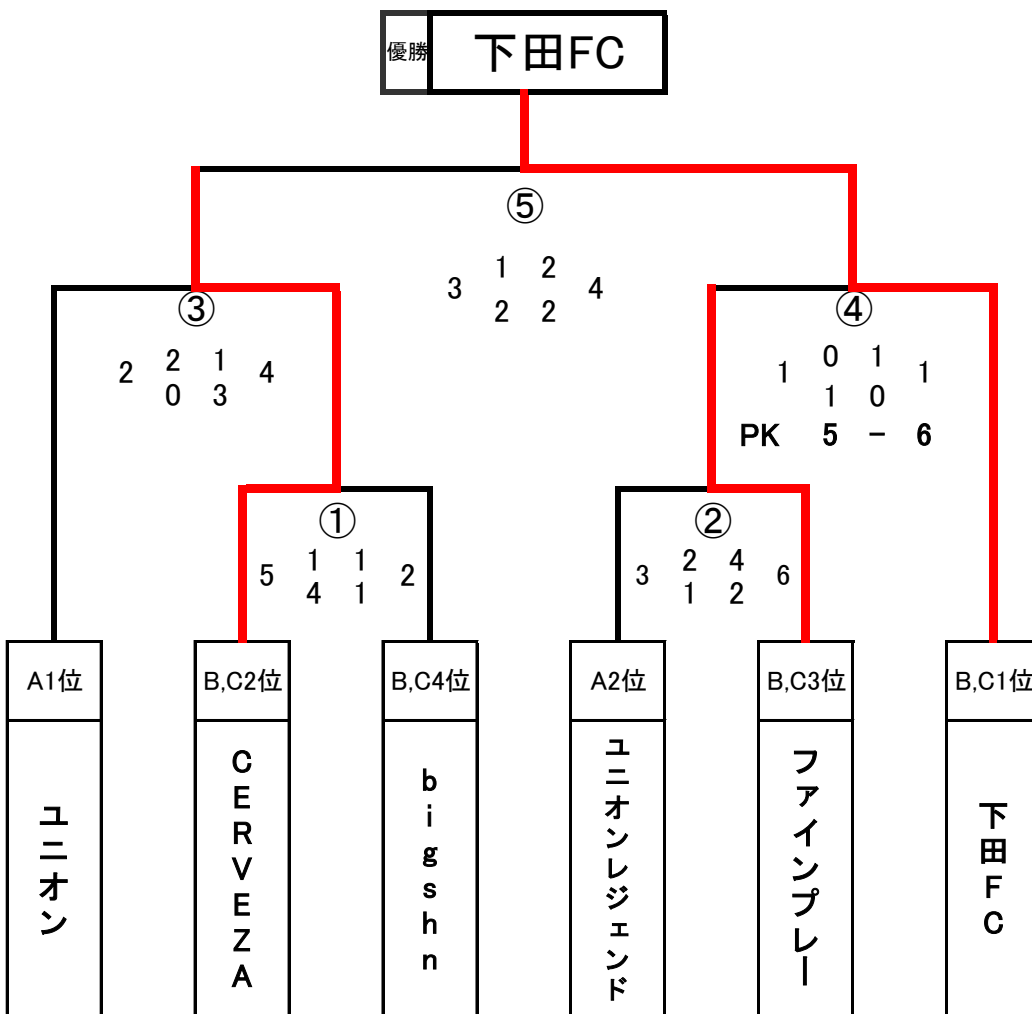 優勝 下田FC
⑤
3 1 2 4
2 2
③
2 2 1 4
0 3
④
1 0 1 1
1 0
PK 5 - 6
①
5 1 1 2
4 1
②
3 2 4 6
1 2
A1位 B,C2位 B,C4位 A2位 B,C3位 B,C1位
ユニオン
CERVEZA
bigshn
ユニオンレジェンド
ファインプレー
下田FC